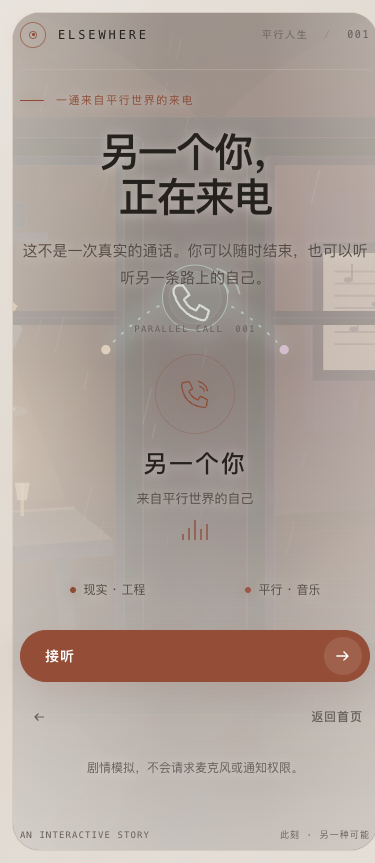 ELSEWHERE
平行人生 / 001
一通来自平行世界的来电
另一个你，
正在来电
这不是一次真实的通话。你可以随时结束，也可以听
听另一条路上的自己。
PARALLEL CALL 001
另一个你
来自平行世界的自己
现实 · 工程
平行 · 音乐
接听 →
← 返回首页
剧情模拟，不会请求麦克风或通知权限。
AN INTERACTIVE STORY
此刻 · 另一种可能